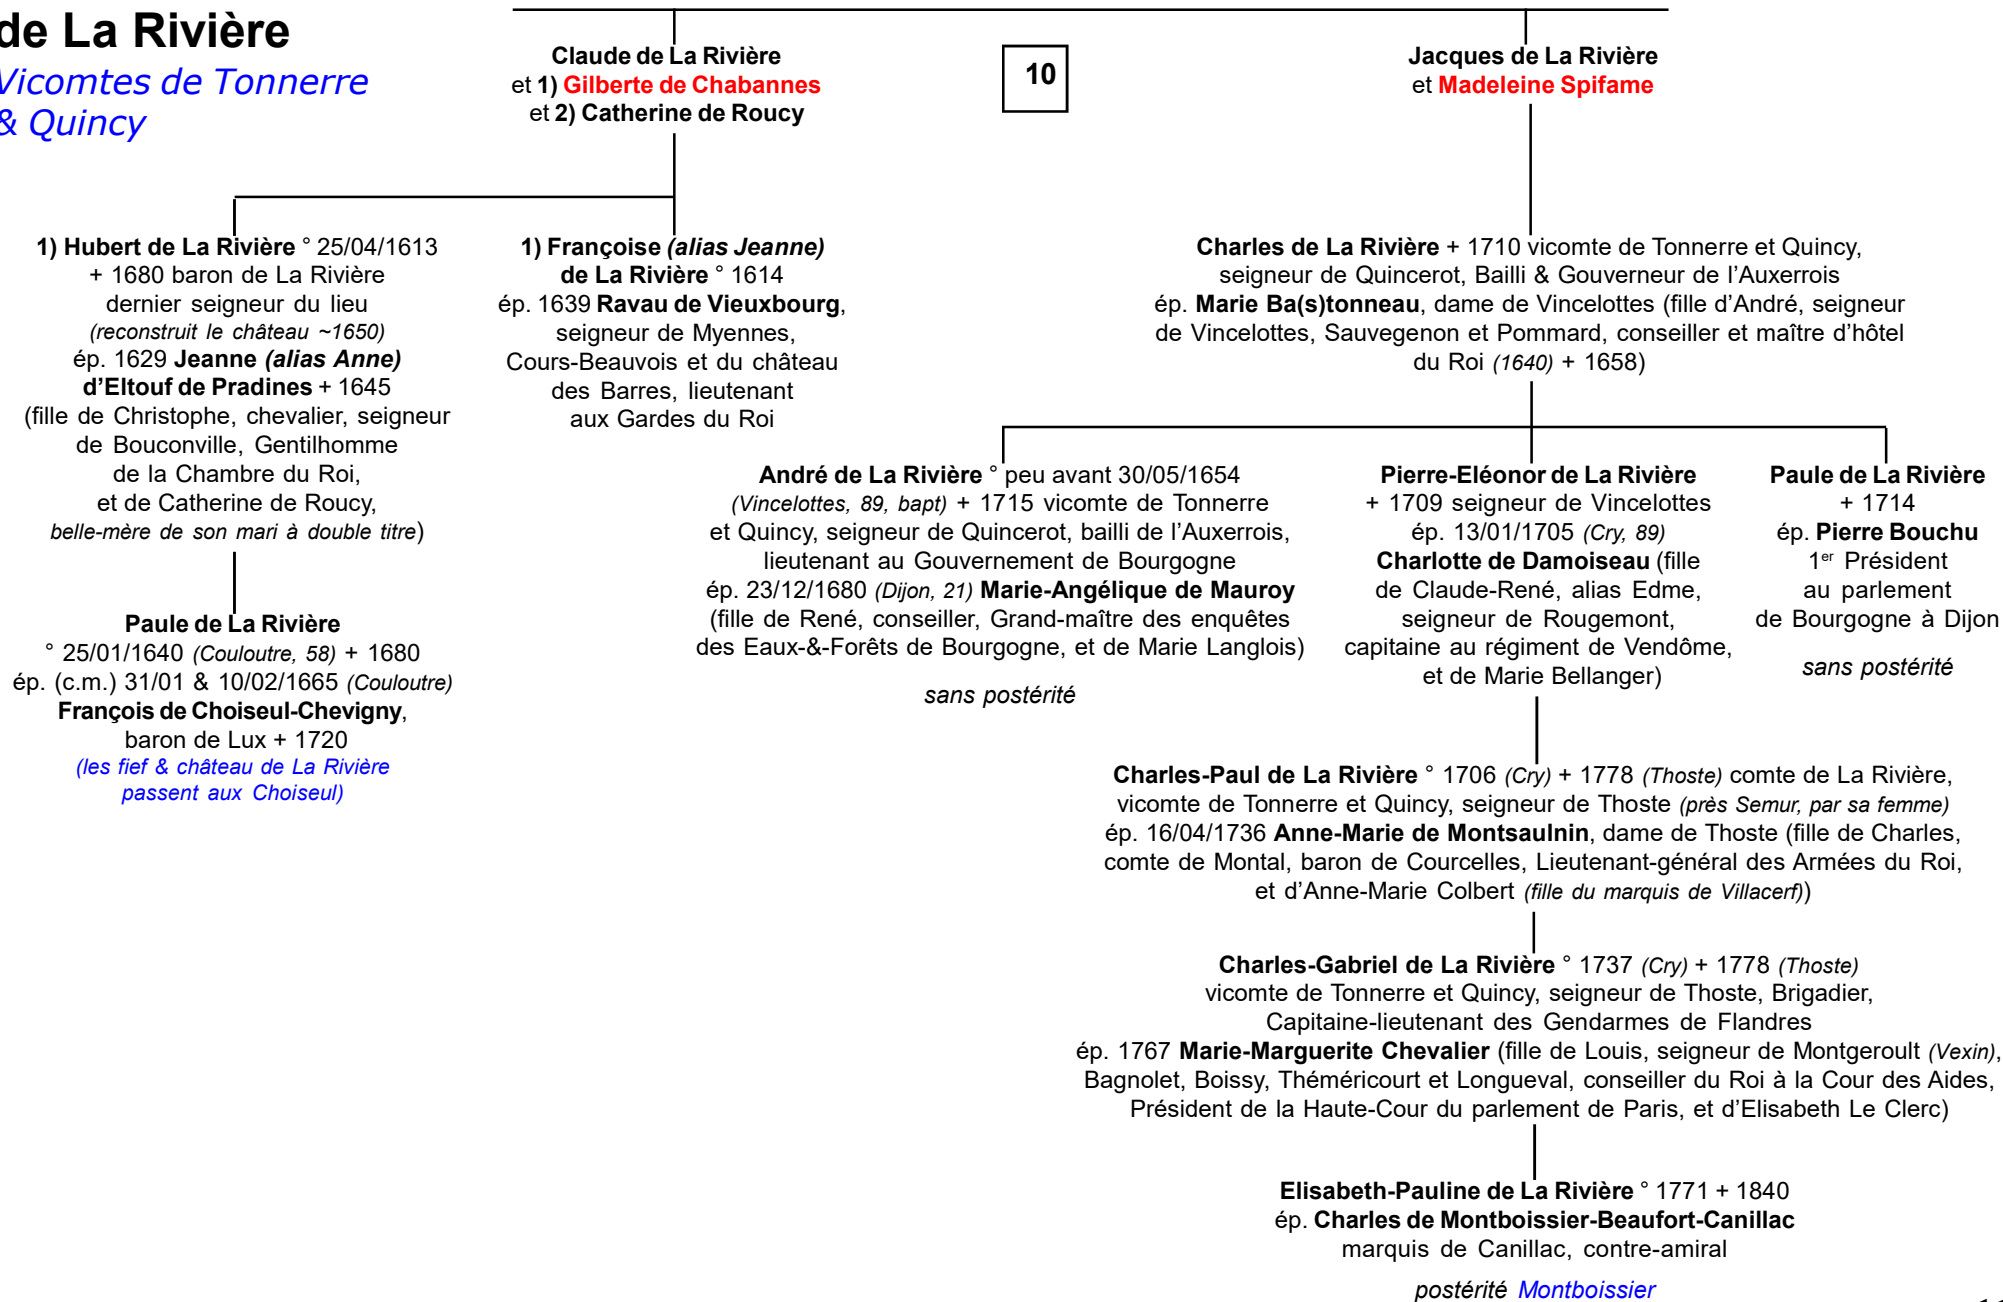 de La Rivière
Vicomtes de Tonnerre
& Quincy
Claude de La Rivière
et 1) Gilberte de Chabannes
et 2) Catherine de Roucy
10
Jacques de La Rivière
et Madeleine Spifame
1) Hubert de La Rivière ° 25/04/1613
+ 1680 baron de La Rivière
dernier seigneur du lieu
(reconstruit le château ~1650)
ép. 1629 Jeanne (alias Anne)
d’Eltouf de Pradines + 1645
(fille de Christophe, chevalier, seigneur
de Bouconville, Gentilhomme
de la Chambre du Roi,
et de Catherine de Roucy,
belle-mère de son mari à double titre)
1) Françoise (alias Jeanne)
de La Rivière ° 1614
ép. 1639 Ravau de Vieuxbourg,
seigneur de Myennes,
Cours-Beauvois et du château
des Barres, lieutenant
aux Gardes du Roi
Charles de La Rivière + 1710 vicomte de Tonnerre et Quincy,
seigneur de Quincerot, Bailli & Gouverneur de l’Auxerrois
ép. Marie Ba(s)tonneau, dame de Vincelottes (fille d’André, seigneur
de Vincelottes, Sauvegenon et Pommard, conseiller et maître d’hôtel
du Roi (1640) + 1658)
Paule de La Rivière
° 25/01/1640 (Couloutre, 58) + 1680
ép. (c.m.) 31/01 & 10/02/1665 (Couloutre)
François de Choiseul-Chevigny,
baron de Lux + 1720
(les fief & château de La Rivière
passent aux Choiseul)
André de La Rivière ° peu avant 30/05/1654
(Vincelottes, 89, bapt) + 1715 vicomte de Tonnerre
et Quincy, seigneur de Quincerot, bailli de l’Auxerrois,
lieutenant au Gouvernement de Bourgogne
ép. 23/12/1680 (Dijon, 21) Marie-Angélique de Mauroy
(fille de René, conseiller, Grand-maître des enquêtes
des Eaux-&-Forêts de Bourgogne, et de Marie Langlois)
sans postérité
Pierre-Eléonor de La Rivière
+ 1709 seigneur de Vincelottes
ép. 13/01/1705 (Cry, 89)
Charlotte de Damoiseau (fille
de Claude-René, alias Edme,
seigneur de Rougemont,
capitaine au régiment de Vendôme,
et de Marie Bellanger)
Paule de La Rivière
+ 1714
ép. Pierre Bouchu
1er Président
au parlement
de Bourgogne à Dijon
sans postérité
Charles-Paul de La Rivière ° 1706 (Cry) + 1778 (Thoste) comte de La Rivière,
vicomte de Tonnerre et Quincy, seigneur de Thoste (près Semur, par sa femme)
ép. 16/04/1736 Anne-Marie de Montsaulnin, dame de Thoste (fille de Charles,
comte de Montal, baron de Courcelles, Lieutenant-général des Armées du Roi,
et d’Anne-Marie Colbert (fille du marquis de Villacerf))
Charles-Gabriel de La Rivière ° 1737 (Cry) + 1778 (Thoste)
vicomte de Tonnerre et Quincy, seigneur de Thoste, Brigadier,
Capitaine-lieutenant des Gendarmes de Flandres
ép. 1767 Marie-Marguerite Chevalier (fille de Louis, seigneur de Montgeroult (Vexin),
Bagnolet, Boissy, Théméricourt et Longueval, conseiller du Roi à la Cour des Aides,
Président de la Haute-Cour du parlement de Paris, et d’Elisabeth Le Clerc)
Elisabeth-Pauline de La Rivière ° 1771 + 1840
ép. Charles de Montboissier-Beaufort-Canillac
marquis de Canillac, contre-amiral
postérité Montboissier